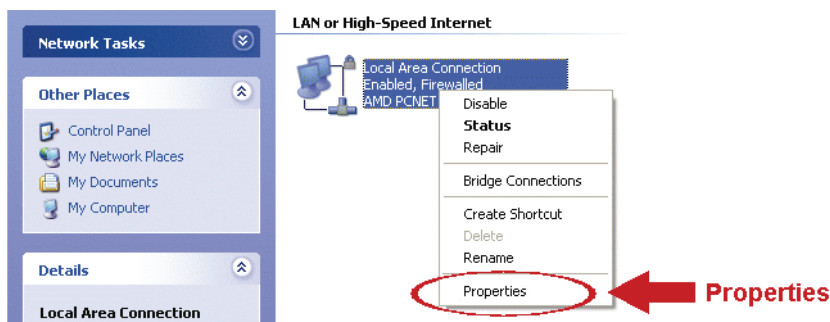 Network Tasks
Other Places
Control Panel
My Network Places
My Documents
My Computer
Details
Local Area Connection
LAN or High-Speed Internet
Local Area Connection
Enabled, Firewalled
AMD PCNET
Disable
Status
Repair
Bridge Connections
Create Shortcut
Delete
Rename
Properties
Properties